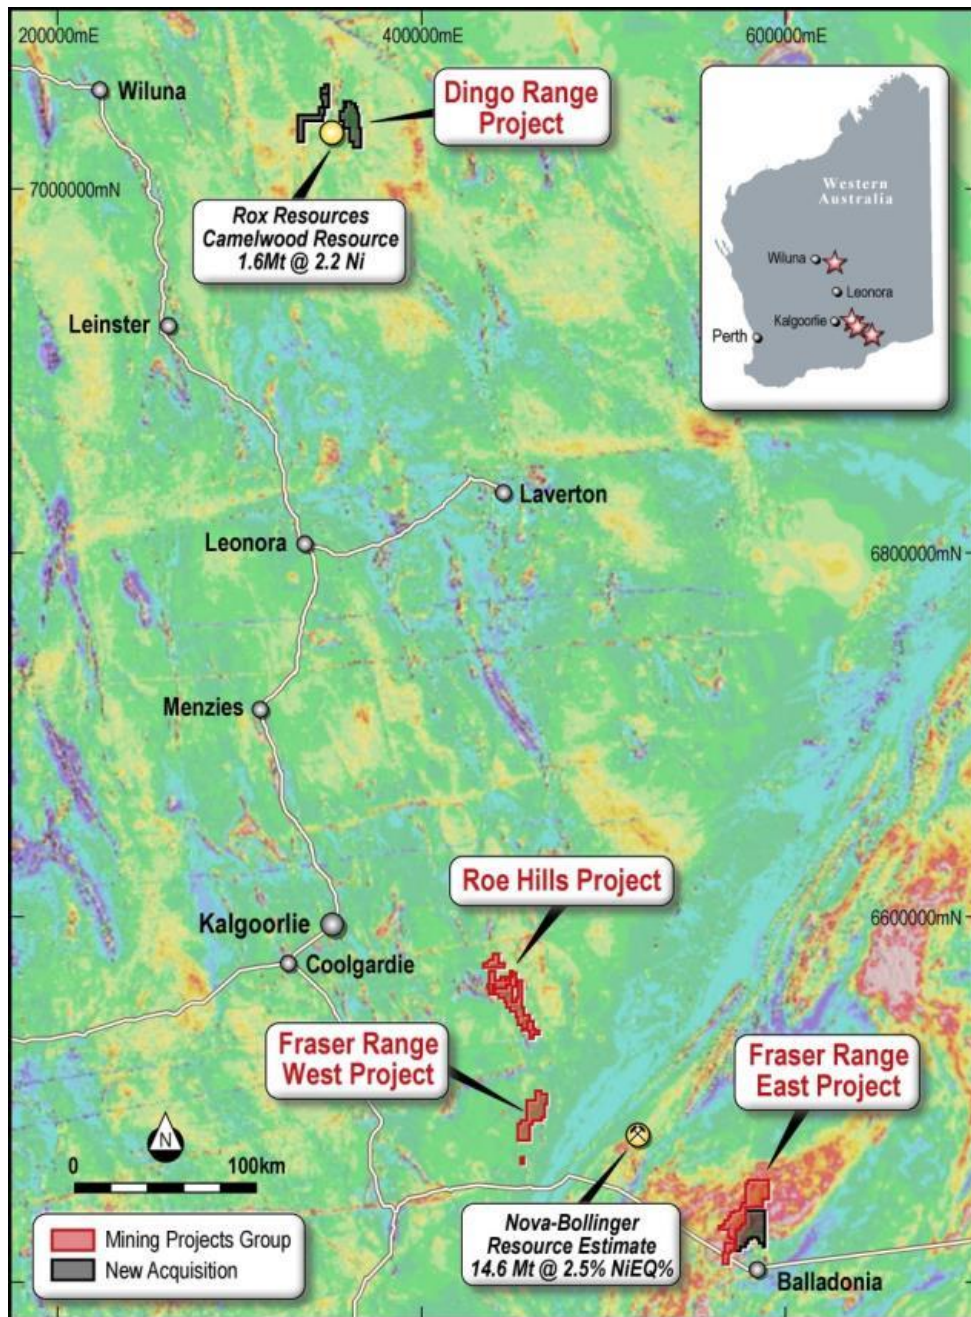 200000mE
400000mE
600000mE
Wiluna
Dingo Range
Project
7000000mN
Rox Resources
Camelwood Resource
1.6Mt @ 2.2 Ni
Western
Australia
Wiluna
Leonora
Kalgoorlie
Perth
Leinster
Laverton
Leonora
6800000mN
Menzies
Roe Hills Project
Kalgoorlie
6600000mN
Coolgardie
Fraser Range
West Project
Fraser Range
East Project
N
0
100km
Nova-Bollinger
Resource Estimate
14.6 Mt @ 2.5% NiEQ%
Mining Projects Group
New Acquisition
Balladonia